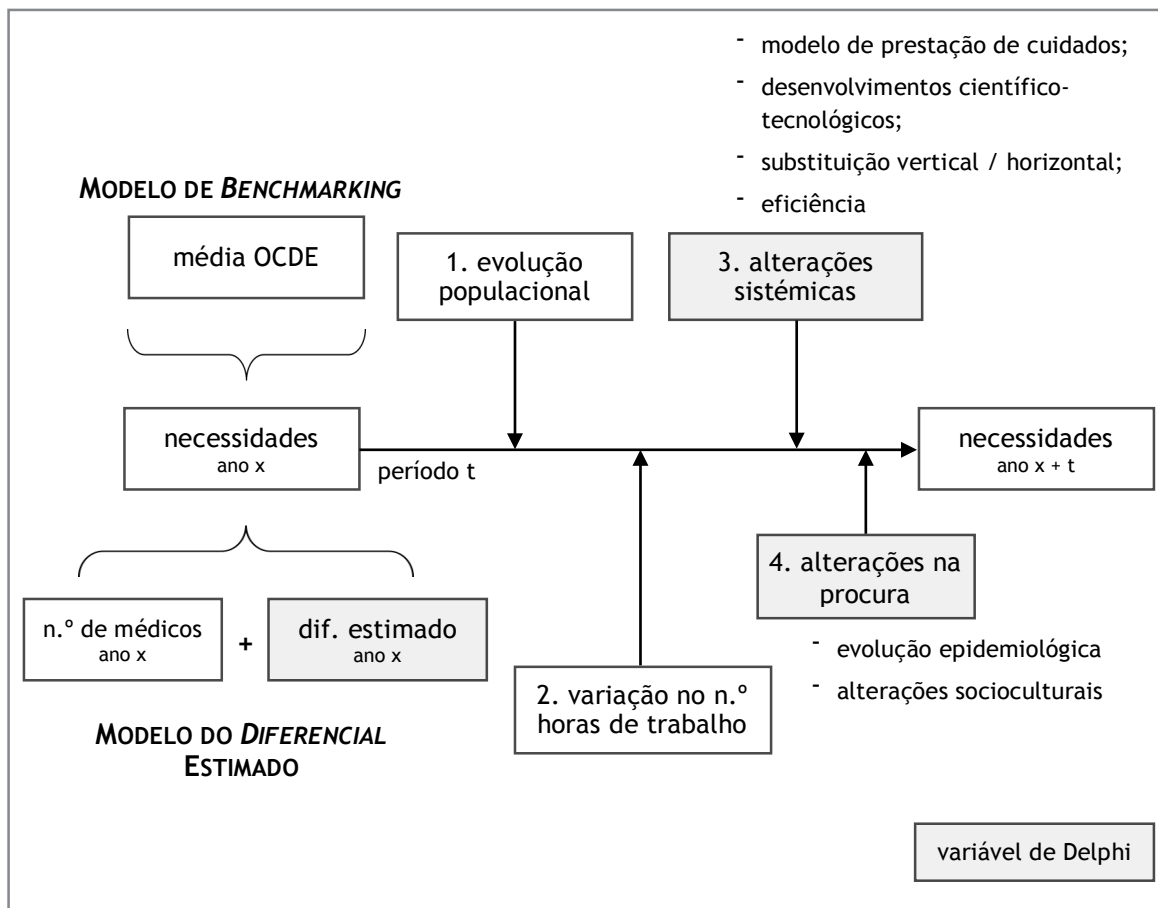 - modelo de prestação de cuidados;
- desenvolvimentos científico-
tecnológicos;
- substituição vertical / horizontal;
- eficiência
MODELO DE BENCHMARKING
média OCDE
1. evolução
populacional
3. alterações
sistémicas
necessidades
ano x
período t
necessidades
ano x + t
n.º de médicos
ano x
+
dif. estimado
ano x
4. alterações na
procura
- evolução epidemiológica
- alterações socioculturais
2. variação no n.º
horas de trabalho
MODELO DO DIFERENCIAL
ESTIMADO
variável de Delphi